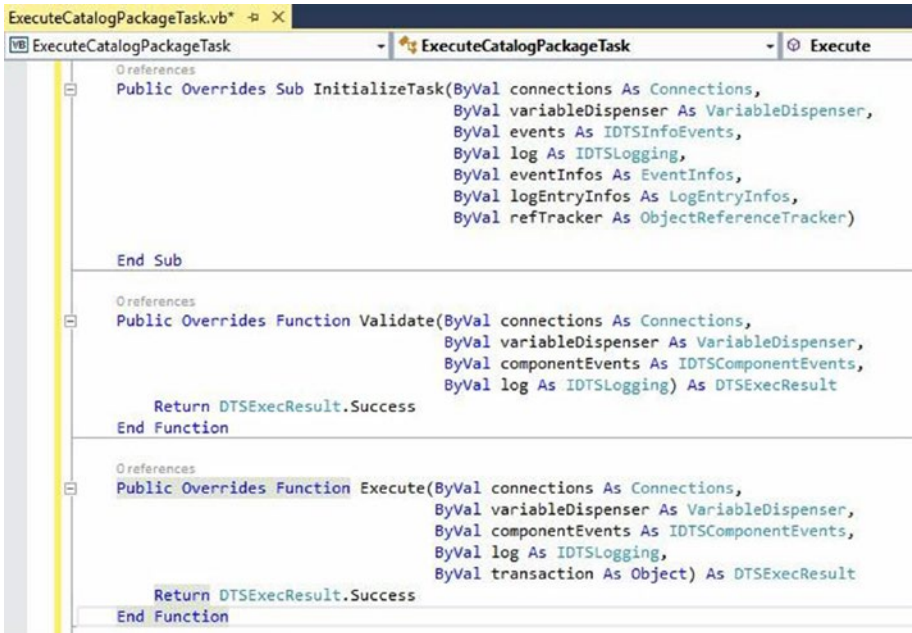 ExecuteCatalogPackageTask.vb*
ExecuteCatalogPackageTask ExecuteCatalogPackageTask Execute
0 references
Public Overrides Sub InitializeTask(ByVal connections As Connections,
ByVal variableDispenser As VariableDispenser,
ByVal events As IDTSInfoEvents,
ByVal log As IDTSLogging,
ByVal eventInfos As EventInfos,
ByVal logEntryInfos As LogEntryInfos,
ByVal refTracker As ObjectReferenceTracker)
End Sub
0 references
Public Overrides Function Validate(ByVal connections As Connections,
ByVal variableDispenser As VariableDispenser,
ByVal componentEvents As IDTSComponentEvents,
ByVal log As IDTSLogging) As DTSExecResult
Return DTSExecResult.Success
End Function
0 references
Public Overrides Function Execute(ByVal connections As Connections,
ByVal variableDispenser As VariableDispenser,
ByVal componentEvents As IDTSComponentEvents,
ByVal log As IDTSLogging,
ByVal transaction As Object) As DTSExecResult
Return DTSExecResult.Success
End Function